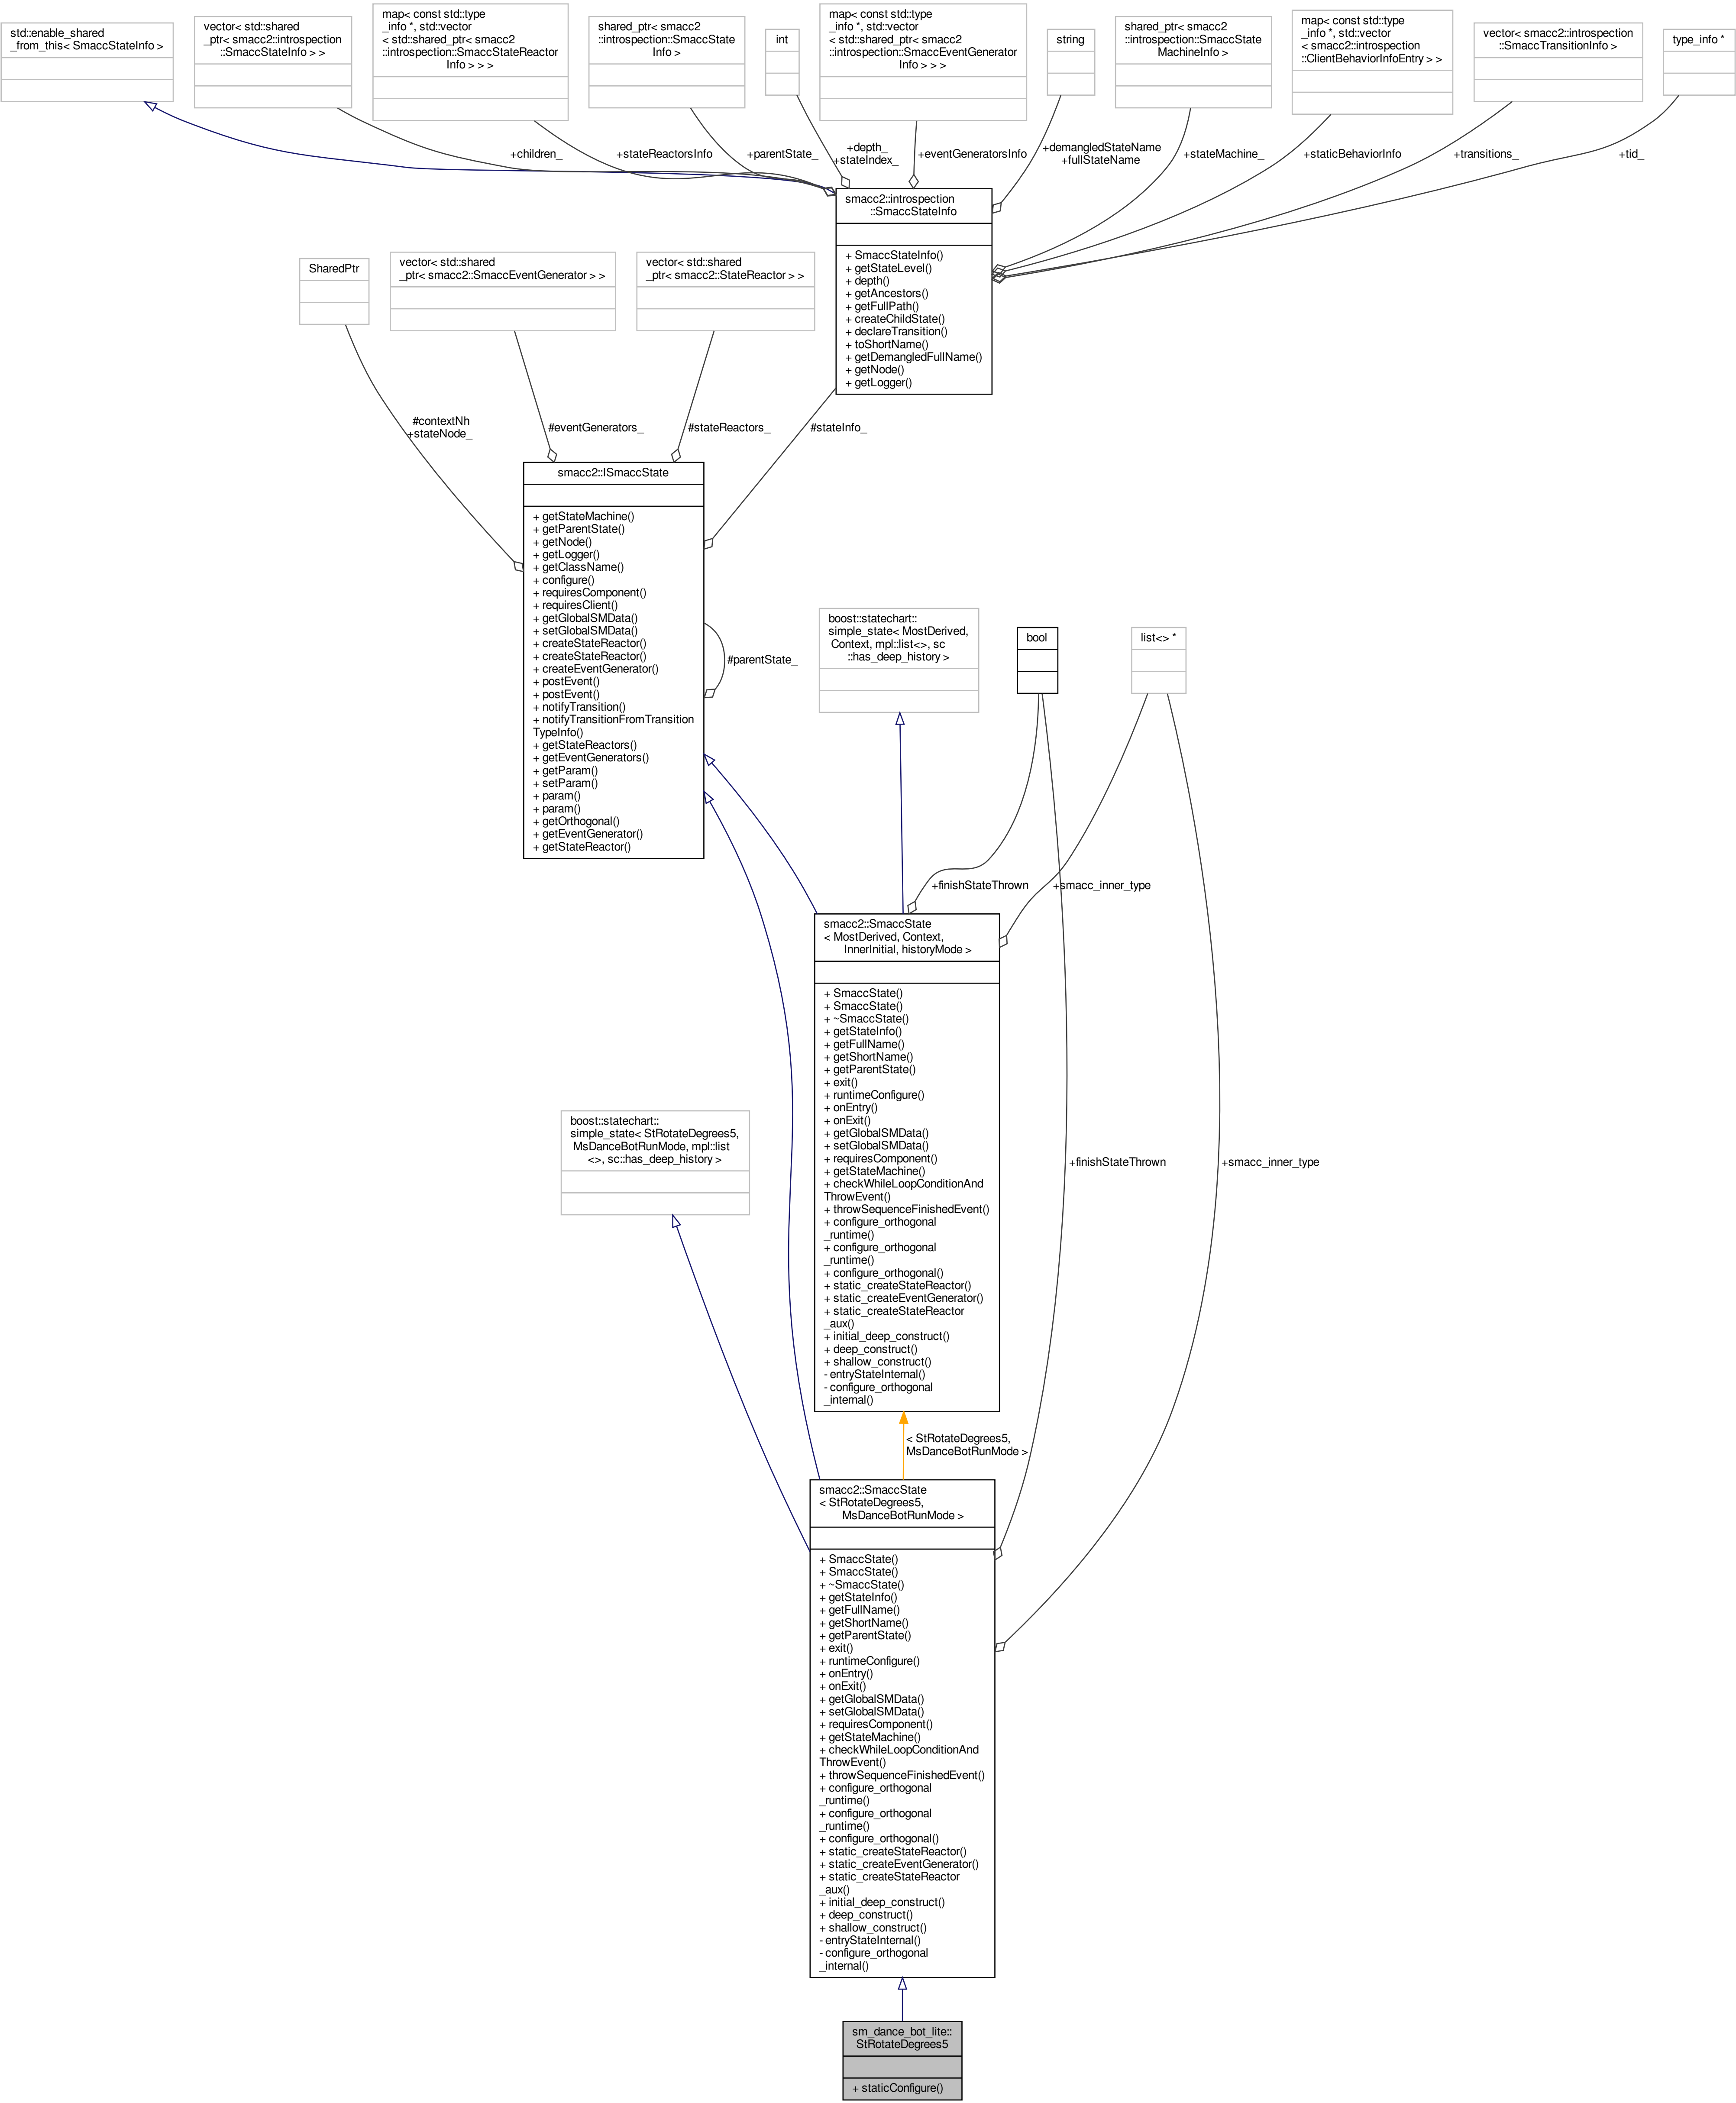 std::enable_shared
_from_this< SmaccStateInfo >
vector< std::shared
_ptr< smacc2::introspection
::SmaccStateInfo > >
map< const std::type
_info *, std::vector
< std::shared_ptr< smacc2
::introspection::SmaccStateReactor
Info > > >
shared_ptr< smacc2
::introspection::SmaccState
Info >
int
map< const std::type
_info *, std::vector
< std::shared_ptr< smacc2
::introspection::SmaccEventGenerator
Info > > >
string
shared_ptr< smacc2
::introspection::SmaccState
MachineInfo >
map< const std::type
_info *, std::vector
< smacc2::introspection
::ClientBehaviorInfoEntry > >
vector< smacc2::introspection
::SmaccTransitionInfo >
type_info *
+children_
+stateReactorsInfo
+parentState_
+depth_
+stateIndex_
+eventGeneratorsInfo
+demangledStateName
+fullStateName
+stateMachine_
+staticBehaviorInfo
+transitions_
+tid_
smacc2::introspection
::SmaccStateInfo
+ SmaccStateInfo()
+ getStateLevel()
+ depth()
+ getAncestors()
+ getFullPath()
+ createChildState()
+ declareTransition()
+ toShortName()
+ getDemangledFullName()
+ getNode()
+ getLogger()
SharedPtr
vector< std::shared
_ptr< smacc2::SmaccEventGenerator > >
vector< std::shared
_ptr< smacc2::StateReactor > >
#contextNh
+stateNode_
#eventGenerators_
#stateReactors_
#stateInfo_
smacc2::ISmaccState
+ getStateMachine()
+ getParentState()
+ getNode()
+ getLogger()
+ getClassName()
+ configure()
+ requiresComponent()
+ requiresClient()
+ getGlobalSMData()
+ setGlobalSMData()
+ createStateReactor()
+ createStateReactor()
+ createEventGenerator()
+ postEvent()
+ postEvent()
+ notifyTransition()
+ notifyTransitionFromTransition
TypeInfo()
+ getStateReactors()
+ getEventGenerators()
+ getParam()
+ setParam()
+ param()
+ param()
+ getOrthogonal()
+ getEventGenerator()
+ getStateReactor()
#parentState_
boost::statechart::
simple_state< MostDerived,
Context, mpl::list<>, sc
::has_deep_history >
bool
list<> *
+finishStateThrown
+smacc_inner_type
smacc2::SmaccState
< MostDerived, Context,
InnerInitial, historyMode >
+ SmaccState()
+ SmaccState()
+ ~SmaccState()
+ getStateInfo()
+ getFullName()
+ getShortName()
+ getParentState()
+ exit()
+ runtimeConfigure()
+ onEntry()
+ onExit()
+ getGlobalSMData()
+ setGlobalSMData()
+ requiresComponent()
+ getStateMachine()
+ checkWhileLoopConditionAnd
ThrowEvent()
+ throwSequenceFinishedEvent()
+ configure_orthogonal
_runtime()
+ configure_orthogonal
_runtime()
+ configure_orthogonal()
+ static_createStateReactor()
+ static_createEventGenerator()
+ static_createStateReactor
_aux()
+ initial_deep_construct()
+ deep_construct()
+ shallow_construct()
- entryStateInternal()
- configure_orthogonal
_internal()
boost::statechart::
simple_state< StRotateDegrees5,
MsDanceBotRunMode, mpl::list
<>, sc::has_deep_history >
+finishStateThrown
+smacc_inner_type
< StRotateDegrees5,
MsDanceBotRunMode >
smacc2::SmaccState
< StRotateDegrees5,
MsDanceBotRunMode >
+ SmaccState()
+ SmaccState()
+ ~SmaccState()
+ getStateInfo()
+ getFullName()
+ getShortName()
+ getParentState()
+ exit()
+ runtimeConfigure()
+ onEntry()
+ onExit()
+ getGlobalSMData()
+ setGlobalSMData()
+ requiresComponent()
+ getStateMachine()
+ checkWhileLoopConditionAnd
ThrowEvent()
+ throwSequenceFinishedEvent()
+ configure_orthogonal
_runtime()
+ configure_orthogonal
_runtime()
+ configure_orthogonal()
+ static_createStateReactor()
+ static_createEventGenerator()
+ static_createStateReactor
_aux()
+ initial_deep_construct()
+ deep_construct()
+ shallow_construct()
- entryStateInternal()
- configure_orthogonal
_internal()
sm_dance_bot_lite::
StRotateDegrees5
+ staticConfigure()